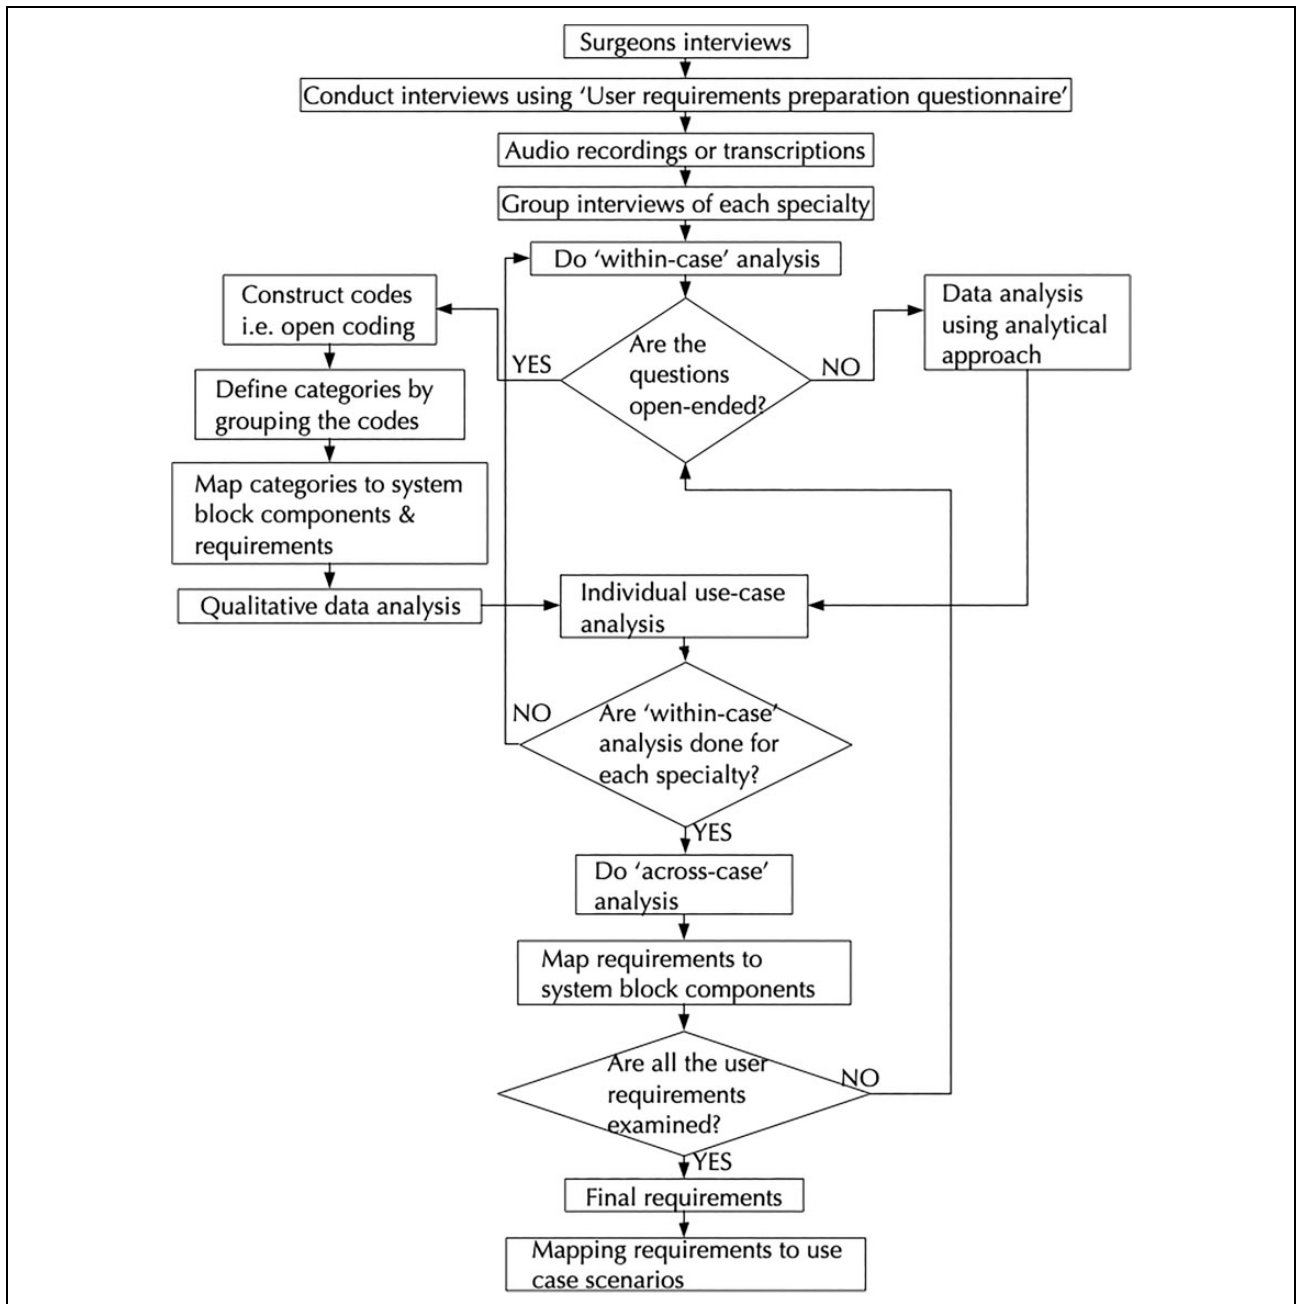 Surgeons interviews
Conduct interviews using ‘User requirements preparation questionnaire’
Audio recordings or transcriptions
Group interviews of each specialty
Do ‘within-case’ analysis
Construct codes
i.e. open coding
Define categories by
grouping the codes
Map categories to system
block components &
requirements
Qualitative data analysis
YES
Are the
questions
open-ended?
NO
Data analysis
using analytical
approach
Individual use-case
analysis
NO
Are ‘within-case’
analysis done for
each specialty?
YES
Do ‘across-case’
analysis
Map requirements to
system block components
Are all the user
requirements
examined?
NO
YES
Final requirements
Mapping requirements to use
case scenarios